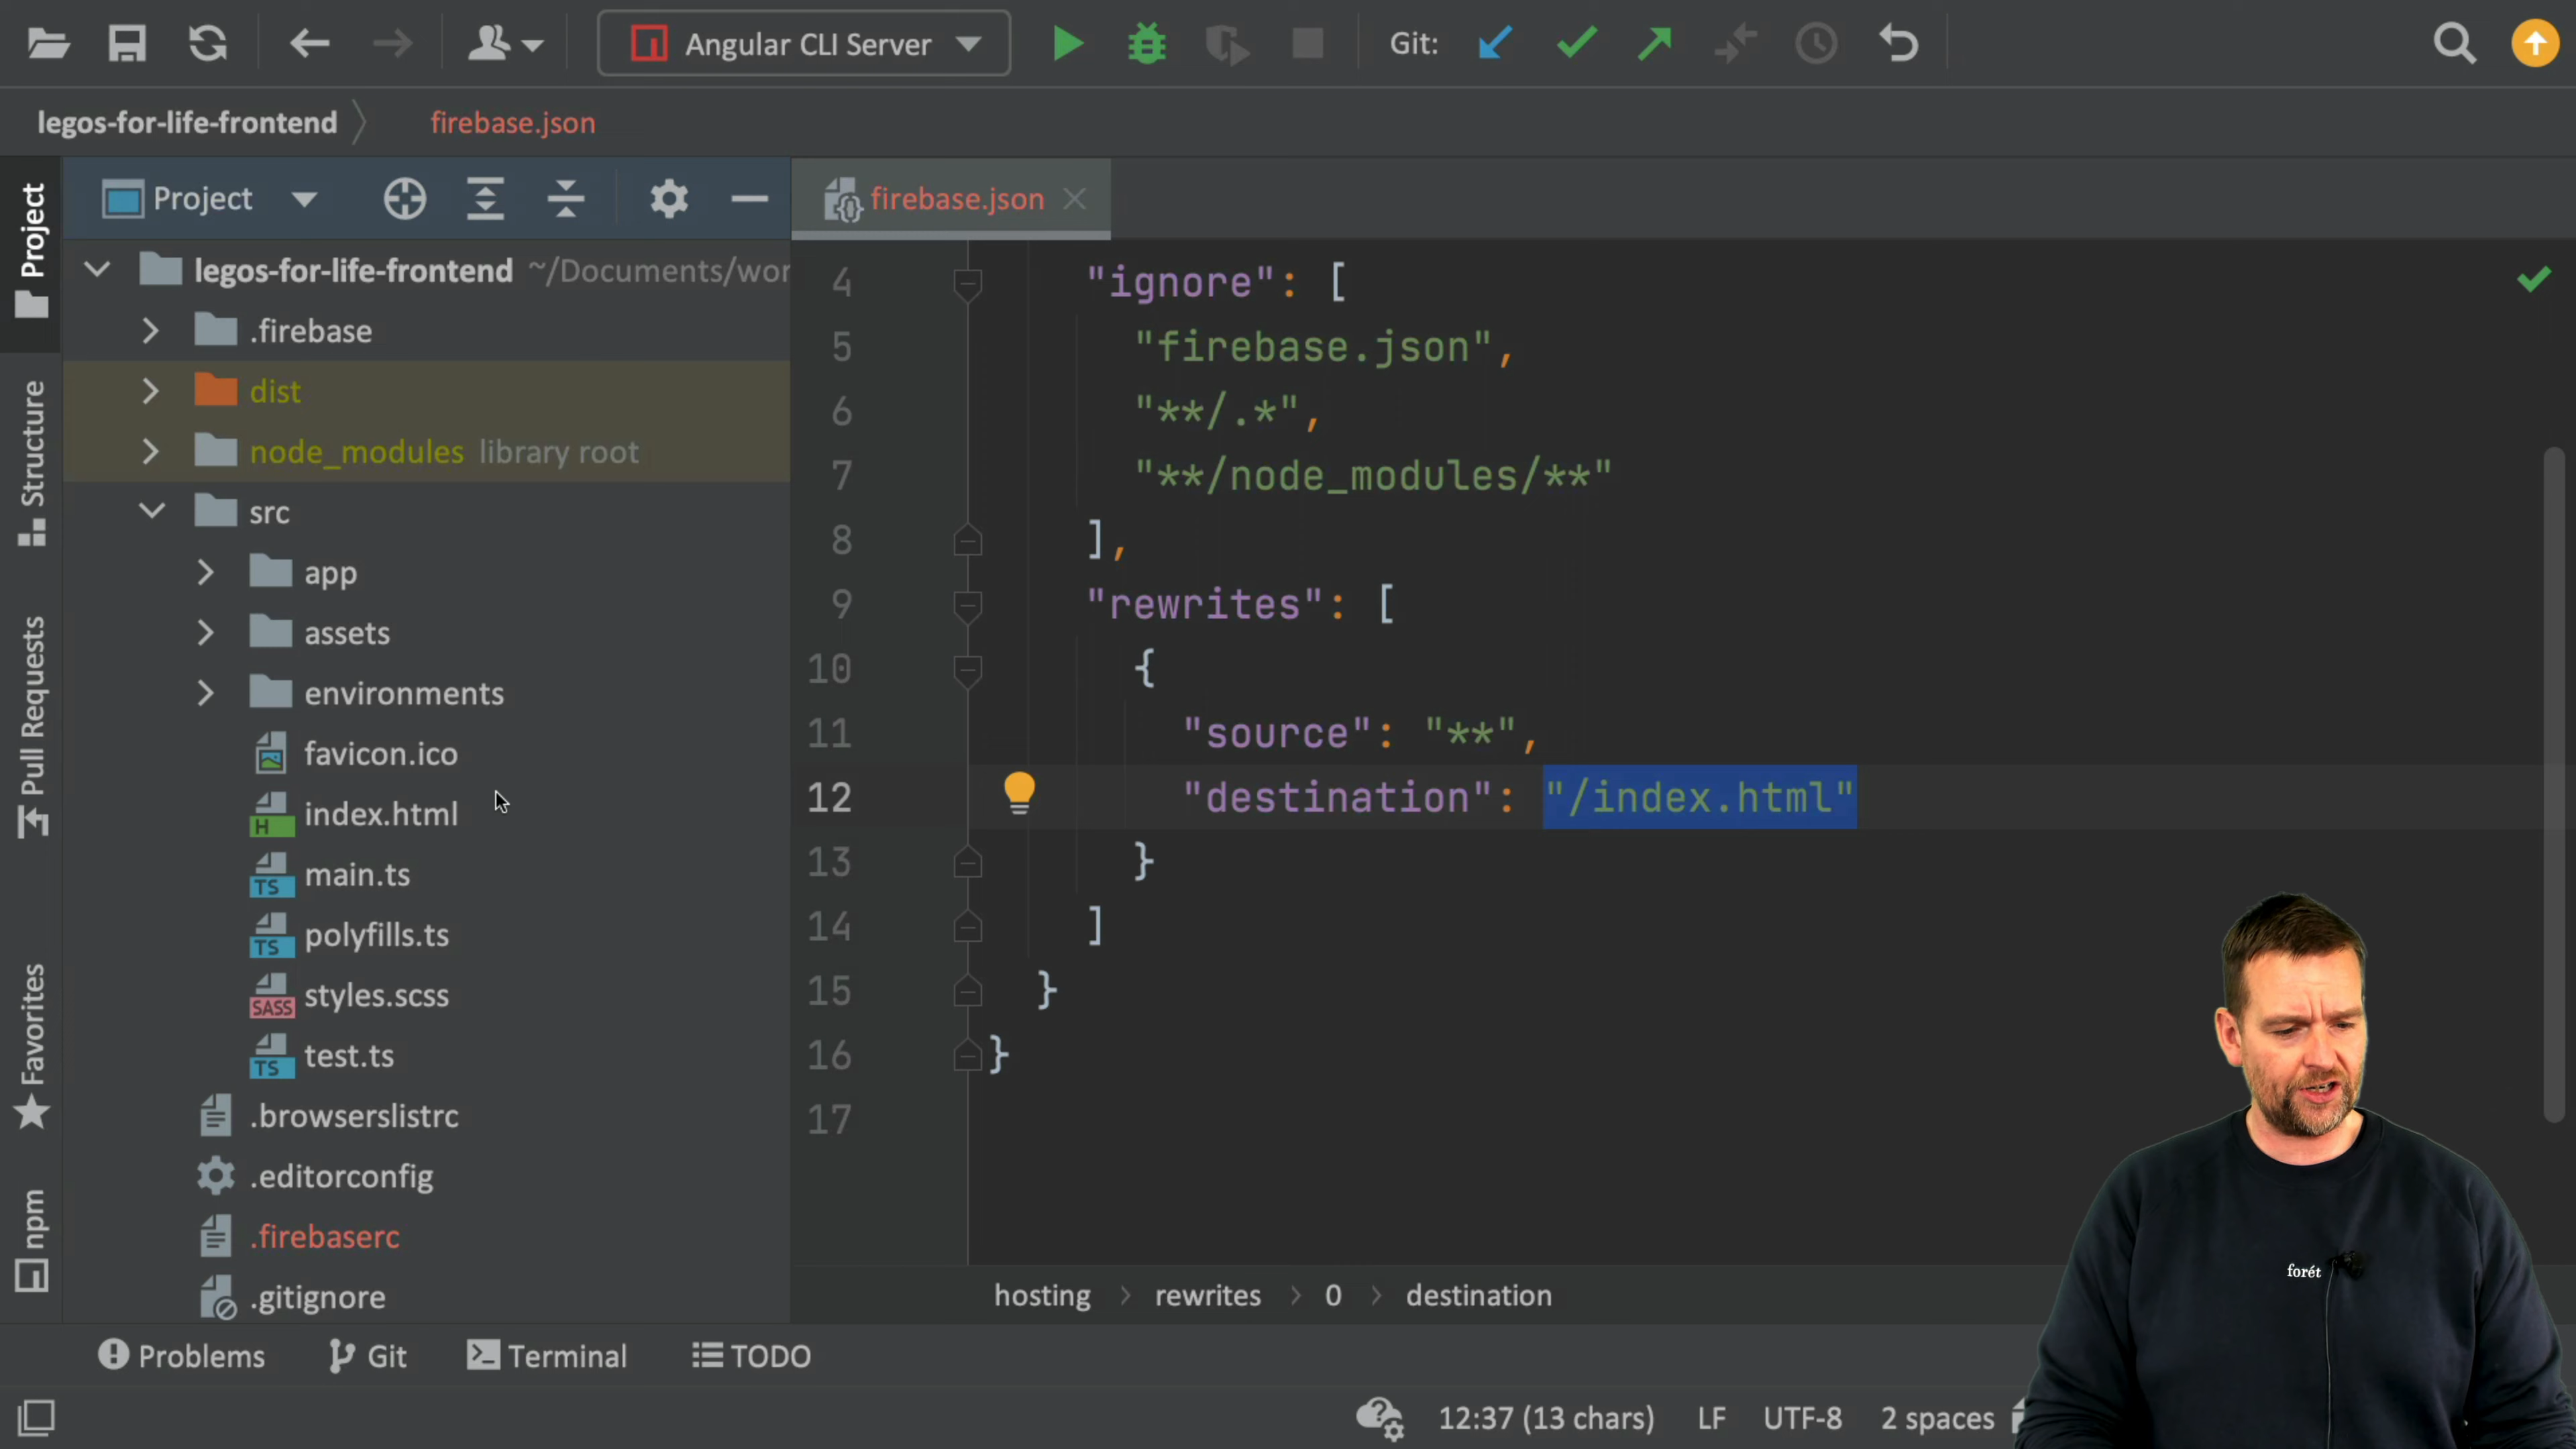 Angular CLI Server
Git:
legos-for-life-frontend
firebase.json
Project
Structure
Pull Requests
Favorites
npm
Project
legos-for-life-frontend ~/Documents/wor
.firebase
dist
node_modules library root
src
app
assets
environments
favicon.ico
H index.html
TS main.ts
TS polyfills.ts
SASS styles.scss
TS test.ts
.browserslistrc
.editorconfig
.firebaserc
.gitignore
firebase.json
4 "ignore": [
5 "firebase.json",
6 "**/.*",
7 "**/node_modules/**"
8 ],
9 "rewrites": [
10 {
11 "source": "**",
12 "destination": "/index.html"
13 }
14 ]
15 }
16 }
17
hosting > rewrites > 0 > destination
forét
Problems Git Terminal TODO
12:37 (13 chars) LF UTF-8 2 spaces